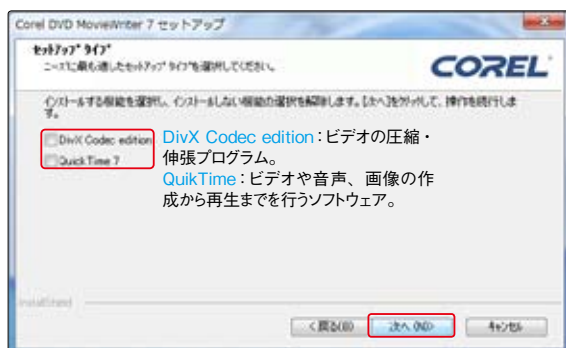 Corel DVD MovieWriter 7 セットアップ
セットアップ タイプ
ニーズに最も適したセットアップ タイプを選択してください。
COREL
インストールする機能を選択し、インストールしない機能の選択を解除します。[次へ]をクリックして、操作を続行しま
す。
DivX Codec edition
QuickTime 7
DivX Codec edition：ビデオの圧縮・
伸張プログラム。
QuikTime：ビデオや音声、画像の作
成から再生までを行うソフトウェア。
InstallShield
< 戻る(B)
次へ(N)>
キャンセル